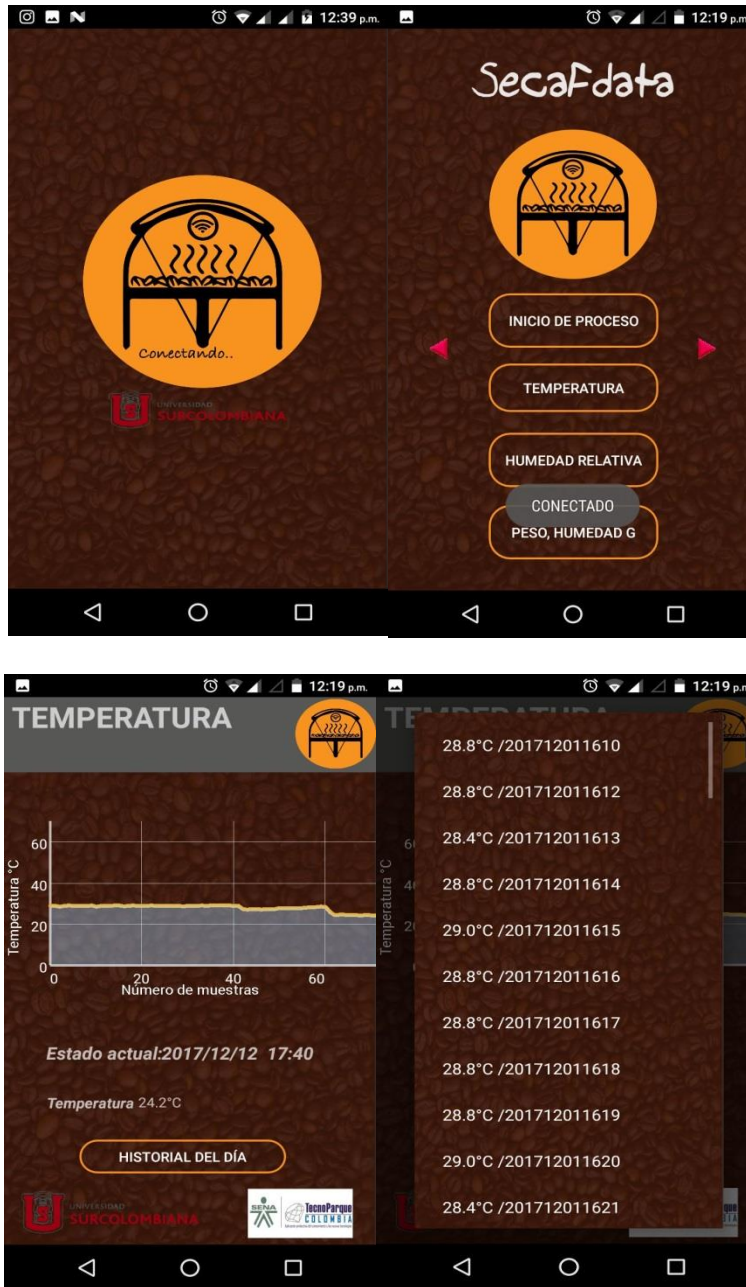 12:39 p.m.
Conectando..
UNIVERSIDAD
SURCOLOMBIANA
12:19 p.m
SecaFdata
INICIO DE PROCESO
TEMPERATURA
HUMEDAD RELATIVA
CONECTADO
PESO, HUMEDAD G
12:19 p.m.
TEMPERATURA
Temperatura °C
60
40
20
0
0 20 40 60
Número de muestras
Estado actual:2017/12/12 17:40
Temperatura 24.2°C
HISTORIAL DEL DÍA
UNIVERSIDAD
SURCOLOMBIANA
SENA
TecnoParque
COLOMBIA
12:19 p.m
TEMPERATURA
28.8°C /201712011610
28.8°C /201712011612
28.4°C /201712011613
28.8°C /201712011614
29.0°C /201712011615
28.8°C /201712011616
28.8°C /201712011617
28.8°C /201712011618
28.8°C /201712011619
29.0°C /201712011620
28.4°C /201712011621